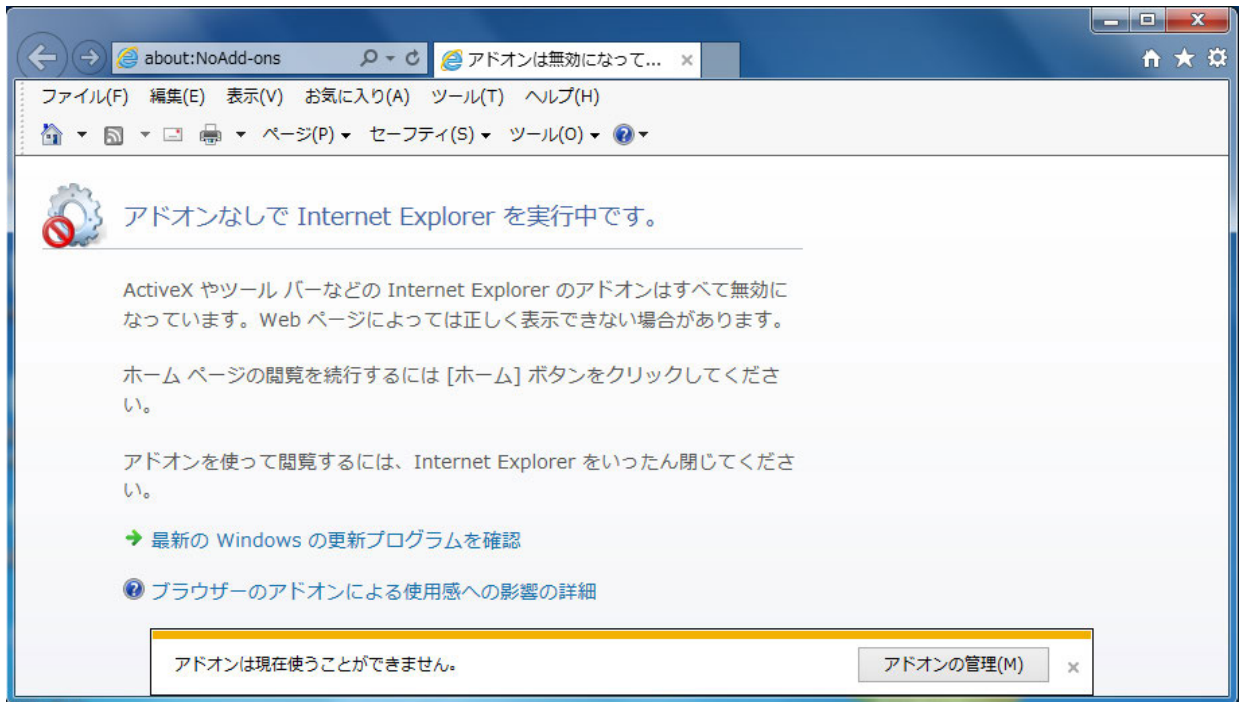 about:NoAdd-ons
アドオンは無効になって...
ファイル(F) 編集(E) 表示(V) お気に入り(A) ツール(T) ヘルプ(H)
ページ(P) セーフティ(S) ツール(O)
アドオンなしで Internet Explorer を実行中です。
ActiveX やツール バーなどの Internet Explorer のアドオンはすべて無効に
なっています。Web ページによっては正しく表示できない場合があります。
ホーム ページの閲覧を続行するには [ホーム] ボタンをクリックしてくださ
い。
アドオンを使って閲覧するには、Internet Explorer をいったん閉じてくださ
い。
最新の Windows の更新プログラムを確認
ブラウザーのアドオンによる使用感への影響の詳細
アドオンは現在使うことができません。
アドオンの管理(M)